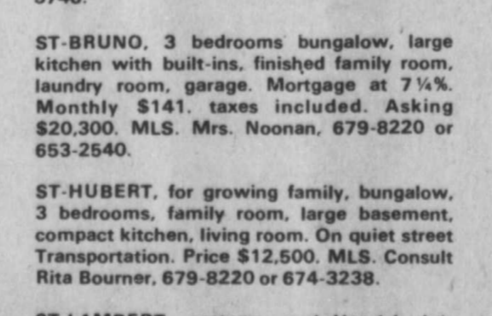 ST-BRUNO, 3 bedrooms bungalow, large
kitchen with built-ins, finished family room,
laundry room, garage. Mortgage at 7¼%.
Monthly $141. taxes included. Asking
$20,300. MLS. Mrs. Noonan, 679-8220 or
653-2540.
ST-HUBERT, for growing family, bungalow,
3 bedrooms, family room, large basement,
compact kitchen, living room. On quiet street
Transportation. Price $12,500. MLS. Consult
Rita Bourner, 679-8220 or 674-3238.